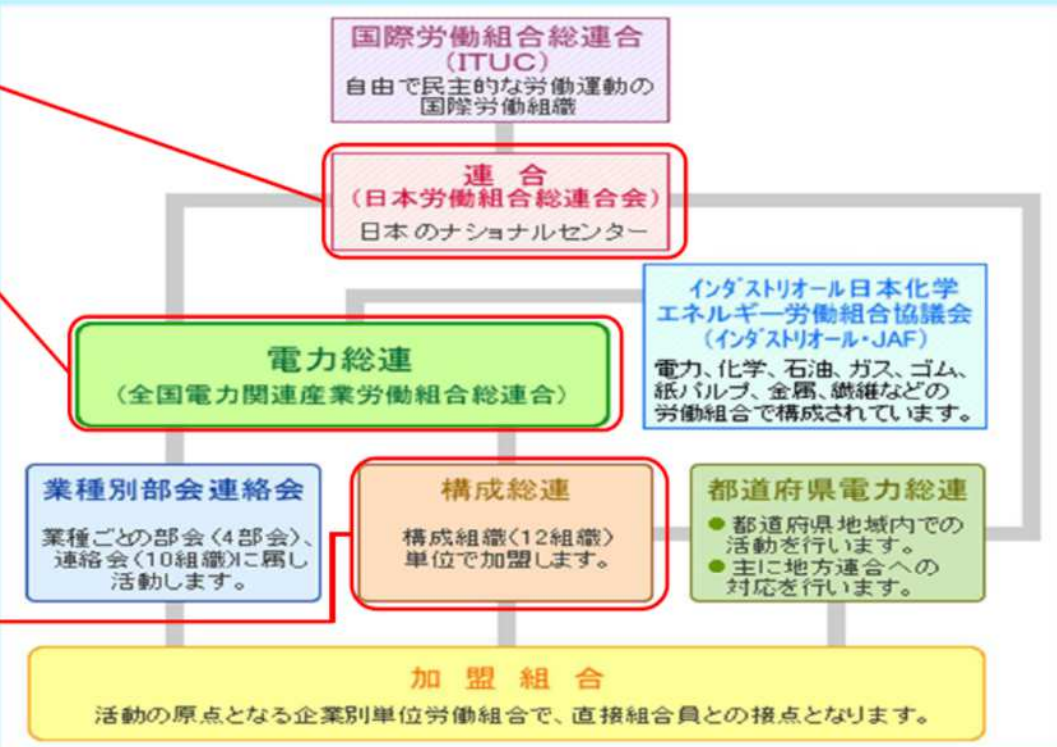 国際労働組合総連合
（ITUC）
自由で民主的な労働運動の
国際労働組織
連 合
（日本労働組合総連合会）
日本のナショナルセンター
インダストリオール日本化学
エネルギー労働組合協議会
（インダストリオール・JAF）
電力、化学、石油、ガス、ゴム、
紙パルプ、金属、繊維などの
労働組合で構成されています。
電力総連
（全国電力関連産業労働組合総連合）
業種別部会連絡会
業種ごとの部会（4部会）、
連絡会（10組織）に属し
活動します。
構成総連
構成組織（12組織）
単位で加盟します。
都道府県電力総連
●都道府県地域内での
活動を行います。
●主に地方連合への
対応を行います。
加 盟 組 合
活動の原点となる企業別単位労働組合で、直接組合員との接点となります。